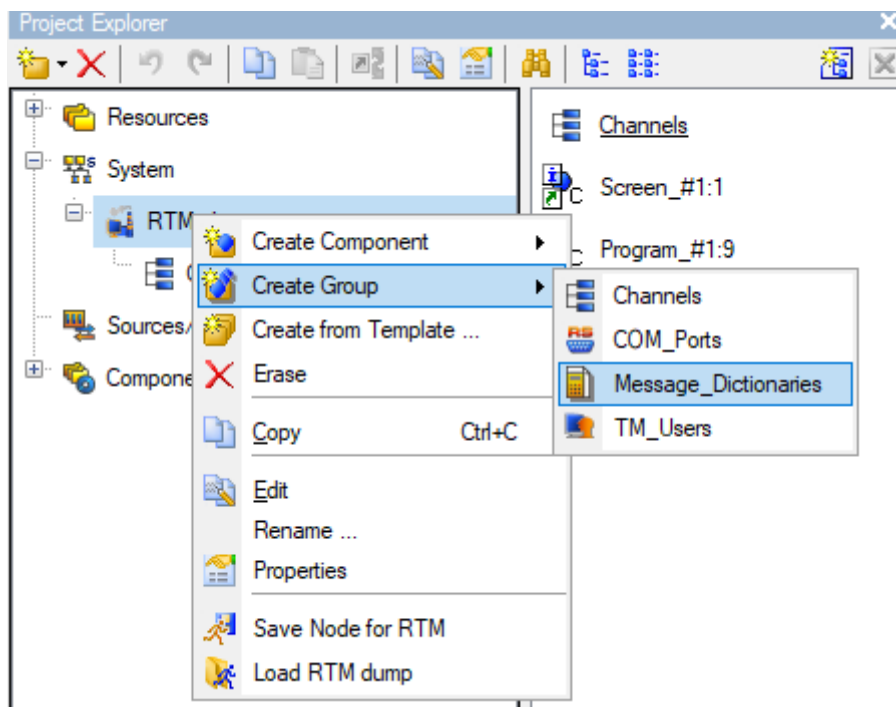 Project Explorer
Resources
System
RTM
Sources/
Compone
Channels
Screen_#1:1
Program_#1:9
Create Component
Create Group
Create from Template ...
Erase
Copy Ctrl+C
Edit
Rename ...
Properties
Save Node for RTM
Load RTM dump
Channels
COM_Ports
Message_Dictionaries
TM_Users